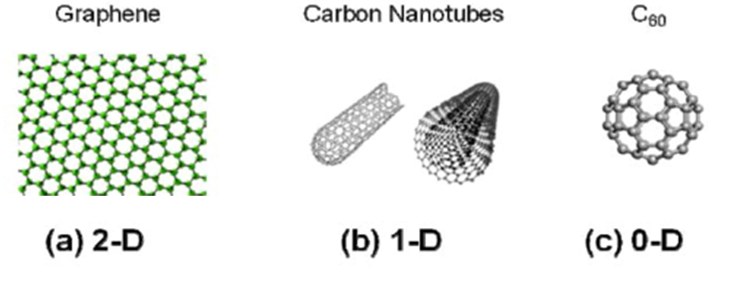 Graphene
Carbon Nanotubes
C₆₀
(a) 2-D
(b) 1-D
(c) 0-D